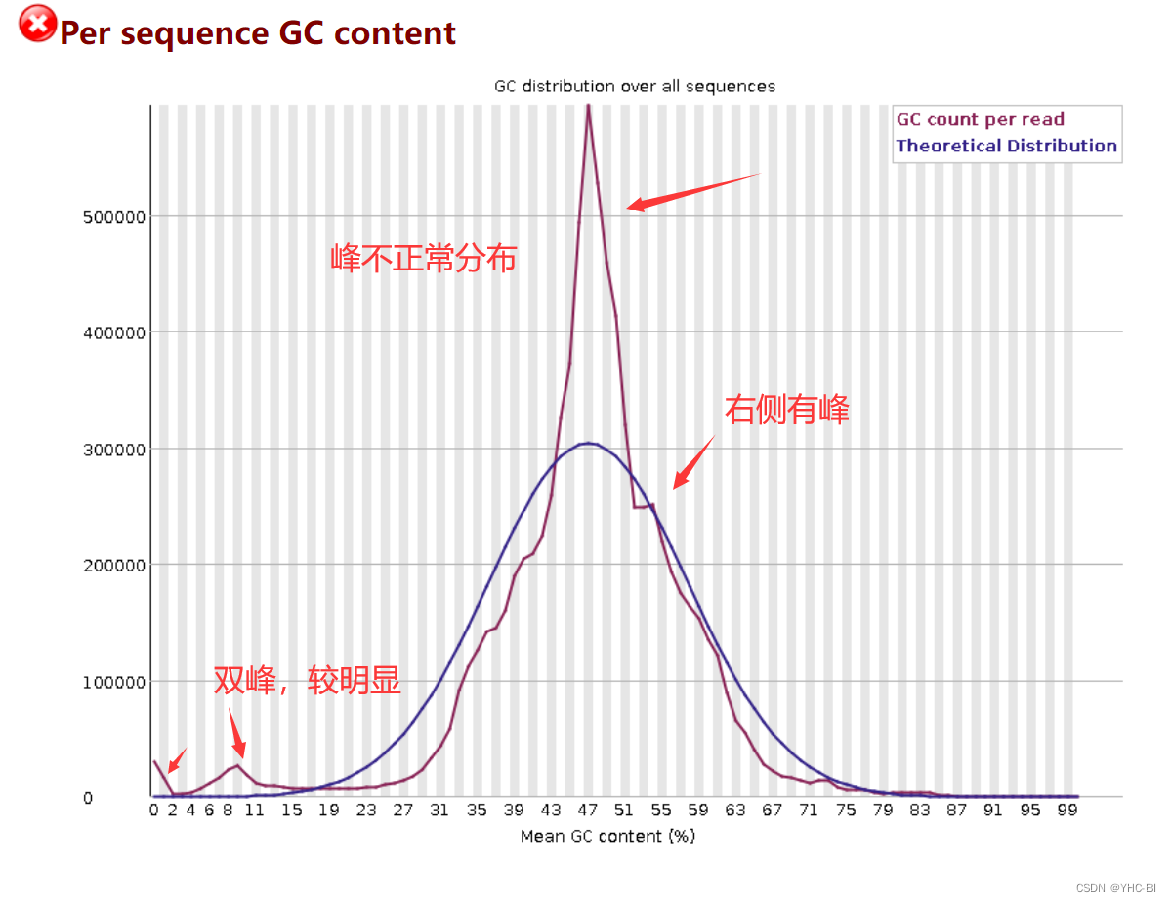 Per sequence GC content
GC distribution over all sequences
GC count per read
Theoretical Distribution
500000
峰不正常分布
400000
右侧有峰
300000
200000
双峰，较明显
100000
0
0 2 4 6 8 11 15 19 23 27 31 35 39 43 47 51 55 59 63 67 71 75 79 83 87 91 95 99
Mean GC content (%)
CSDN @YHC-BI